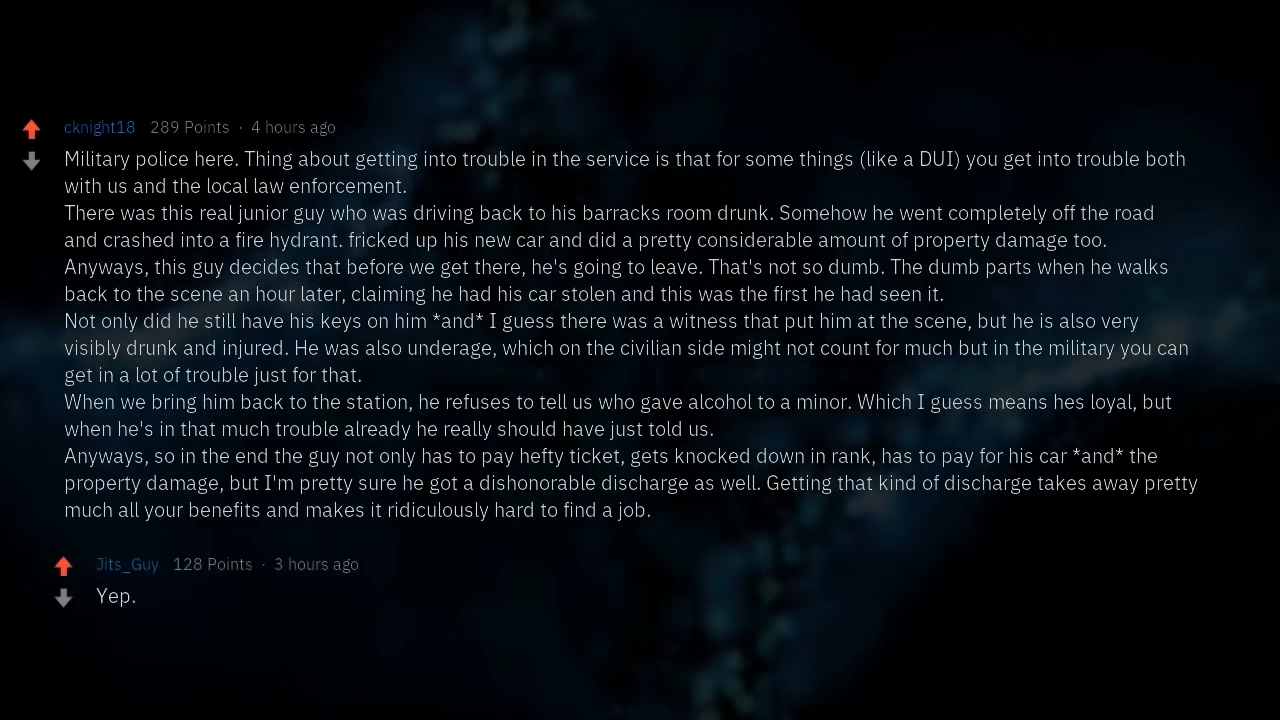 cknight18 289 Points · 4 hours ago
Military police here. Thing about getting into trouble in the service is that for some things (like a DUI) you get into trouble both
with us and the local law enforcement.
There was this real junior guy who was driving back to his barracks room drunk. Somehow he went completely off the road
and crashed into a fire hydrant. fricked up his new car and did a pretty considerable amount of property damage too.
Anyways, this guy decides that before we get there, he's going to leave. That's not so dumb. The dumb parts when he walks
back to the scene an hour later, claiming he had his car stolen and this was the first he had seen it.
Not only did he still have his keys on him *and* I guess there was a witness that put him at the scene, but he is also very
visibly drunk and injured. He was also underage, which on the civilian side might not count for much but in the military you can
get in a lot of trouble just for that.
When we bring him back to the station, he refuses to tell us who gave alcohol to a minor. Which I guess means hes loyal, but
when he's in that much trouble already he really should have just told us.
Anyways, so in the end the guy not only has to pay hefty ticket, gets knocked down in rank, has to pay for his car *and* the
property damage, but I'm pretty sure he got a dishonorable discharge as well. Getting that kind of discharge takes away pretty
much all your benefits and makes it ridiculously hard to find a job.
Jits_Guy 128 Points · 3 hours ago
Yep.